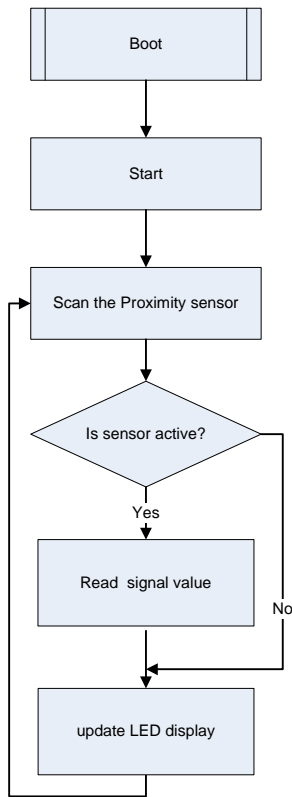 Boot
Start
Scan the Proximity sensor
Is sensor active?
Yes
Read signal value
No
update LED display